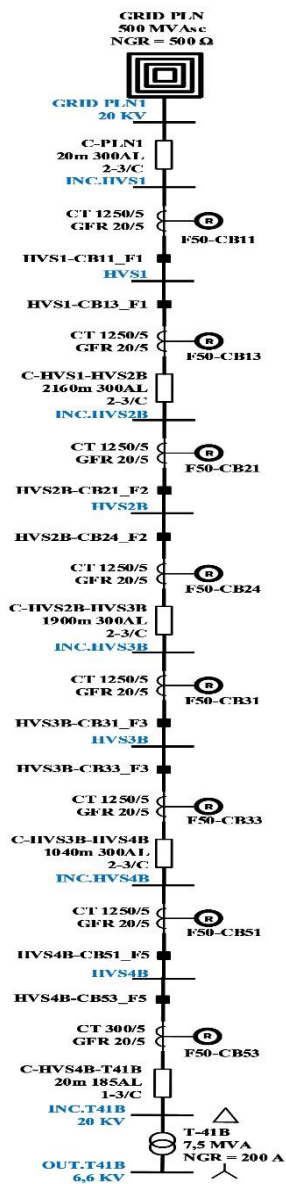 GRID PLN
500 MVAsc
NGR = 500 Ω
GRID PLN1
20 KV
C-PLN1
20m 300AL
2-3/C
INC.HVS1
CT 1250/5
GFR 20/5
R
F50-CB11
HVS1-CB11_F1
HVS1
HVS1-CB13_F1
CT 1250/5
GFR 20/5
R
F50-CB13
C-HVS1-HVS2B
2160m 300AL
2-3/C
INC.HVS2B
CT 1250/5
GFR 20/5
R
F50-CB21
HVS2B-CB21_F2
HVS2B
HVS2B-CB24_F2
CT 1250/5
GFR 20/5
R
F50-CB24
C-HVS2B-HVS3B
1900m 300AL
2-3/C
INC.HVS3B
CT 1250/5
GFR 20/5
R
F50-CB31
HVS3B-CB31_F3
HVS3B
HVS3B-CB33_F3
CT 1250/5
GFR 20/5
R
F50-CB33
C-HVS3B-HVS4B
1040m 300AL
2-3/C
INC.HVS4B
CT 1250/5
GFR 20/5
R
F50-CB51
HVS4B-CB51_F5
HVS4B
HVS4B-CB53_F5
CT 300/5
GFR 20/5
R
F50-CB53
C-HVS4B-T41B
20m 185AL
1-3/C
INC.T41B
20 KV
T-41B
7,5 MVA
NGR = 200 A
OUT.T41B
6,6 KV